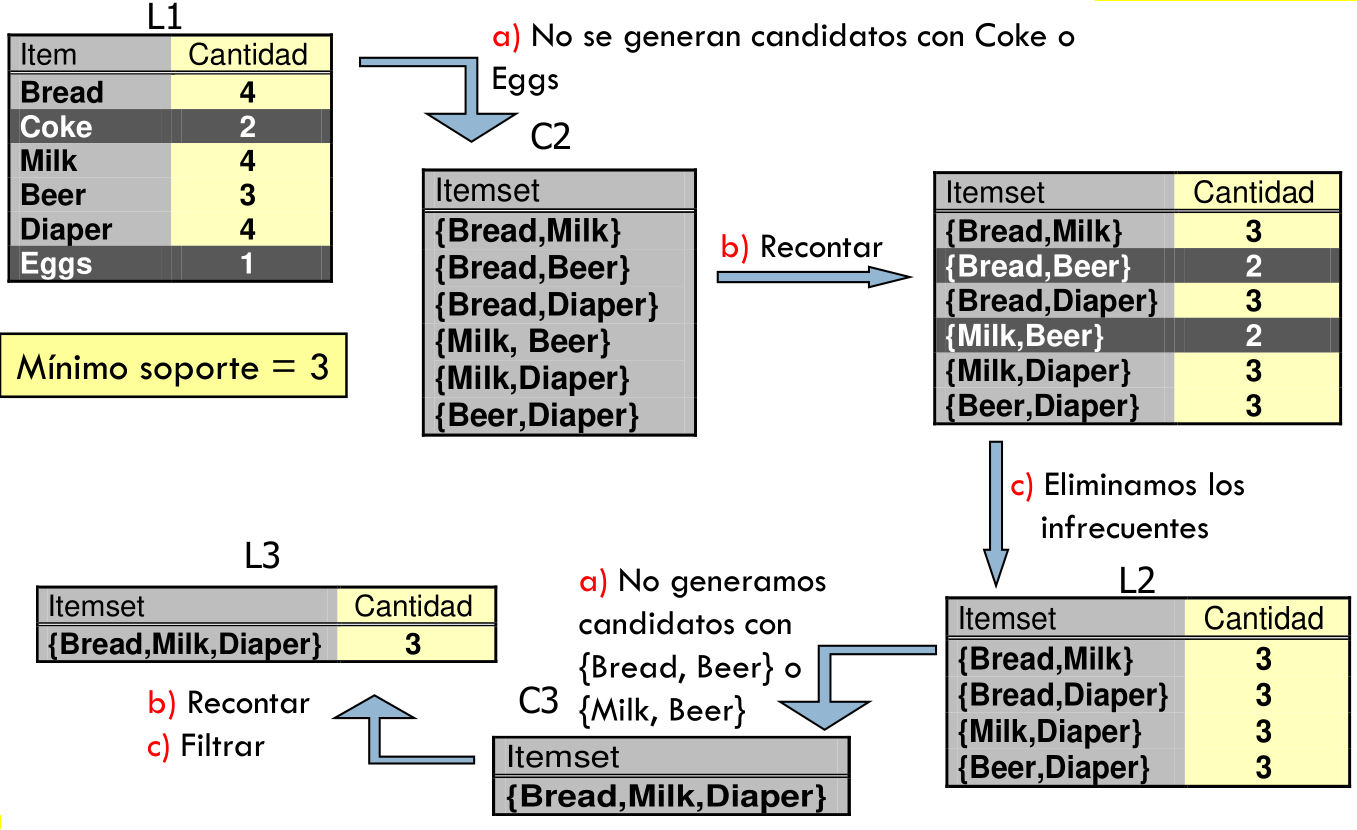 L1
Item Cantidad
Bread 4
Coke 2
Milk 4
Beer 3
Diaper 4
Eggs 1
Mínimo soporte = 3
a) No se generan candidatos con Coke o
Eggs
C2
Itemset
{Bread,Milk}
{Bread,Beer}
{Bread,Diaper}
{Milk, Beer}
{Milk,Diaper}
{Beer,Diaper}
b) Recontar
Itemset Cantidad
{Bread,Milk} 3
{Bread,Beer} 2
{Bread,Diaper} 3
{Milk,Beer} 2
{Milk,Diaper} 3
{Beer,Diaper} 3
c) Eliminamos los
infrecuentes
L2
Itemset Cantidad
{Bread,Milk} 3
{Bread,Diaper} 3
{Milk,Diaper} 3
{Beer,Diaper} 3
a) No generamos
candidatos con
{Bread, Beer} o
{Milk, Beer}
C3
Itemset
{Bread,Milk,Diaper}
b) Recontar
c) Filtrar
L3
Itemset Cantidad
{Bread,Milk,Diaper} 3